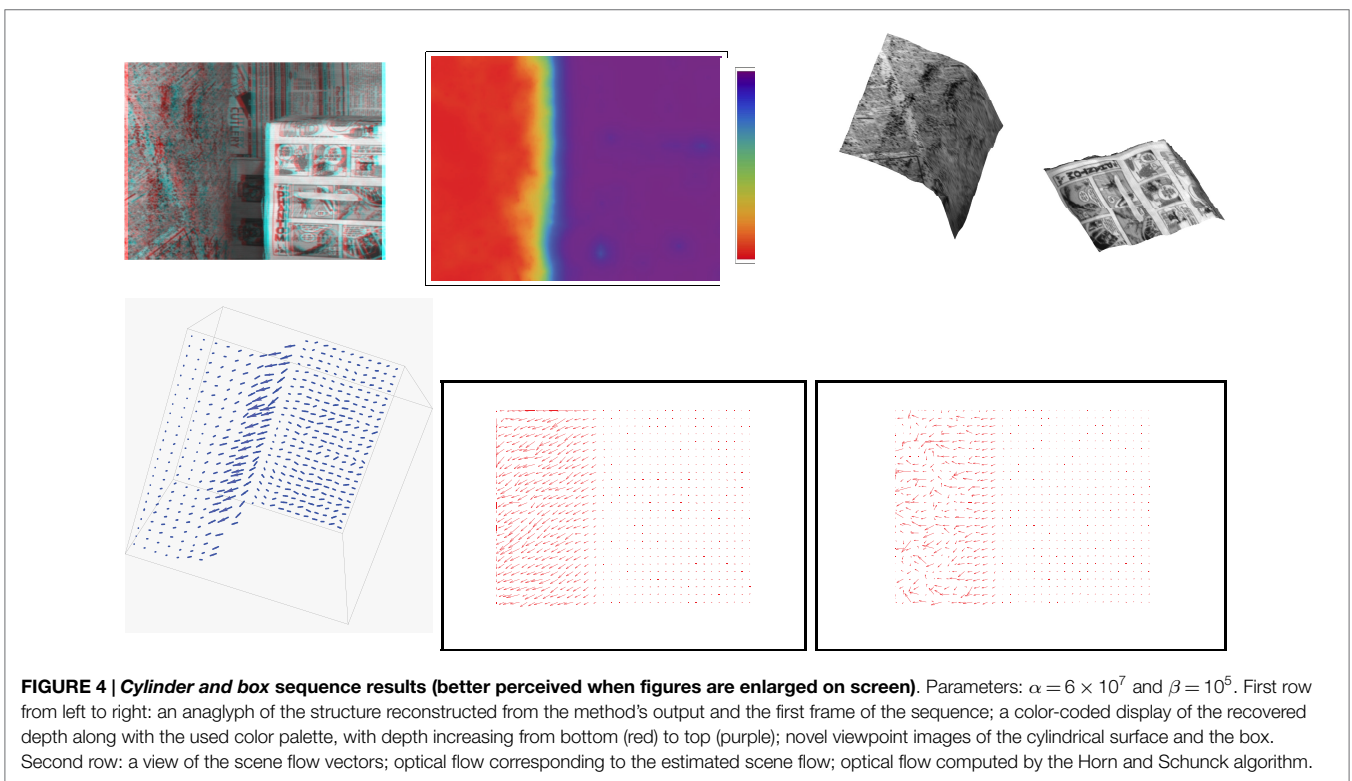 FIGURE 4 | Cylinder and box sequence results (better perceived when figures are enlarged on screen). Parameters: α = 6 × 10⁷ and β = 10⁵. First row
from left to right: an anaglyph of the structure reconstructed from the method's output and the first frame of the sequence; a color-coded display of the recovered
depth along with the used color palette, with depth increasing from bottom (red) to top (purple); novel viewpoint images of the cylindrical surface and the box.
Second row: a view of the scene flow vectors; optical flow corresponding to the estimated scene flow; optical flow computed by the Horn and Schunck algorithm.